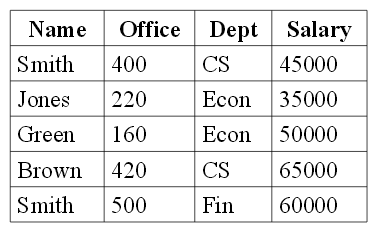 Name Office Dept Salary
Smith 400 CS 45000
Jones 220 Econ 35000
Green 160 Econ 50000
Brown 420 CS 65000
Smith 500 Fin 60000